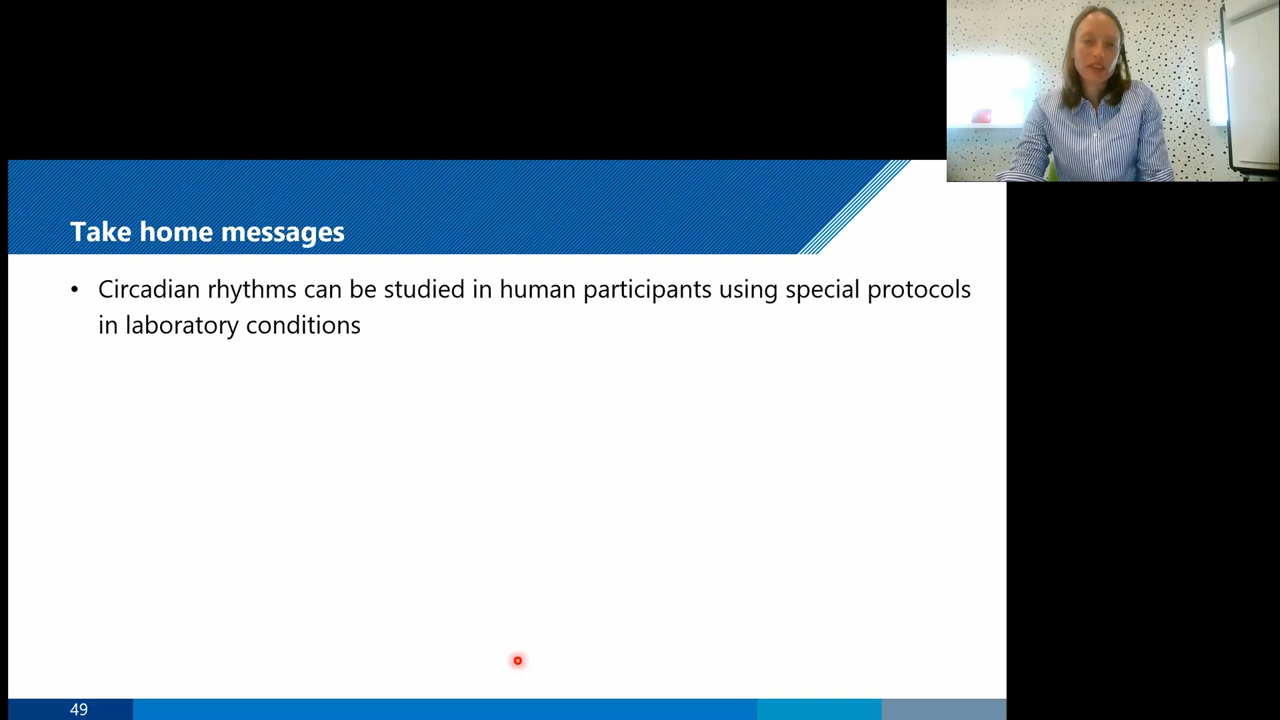 Take home messages
• Circadian rhythms can be studied in human participants using special protocols
in laboratory conditions
49